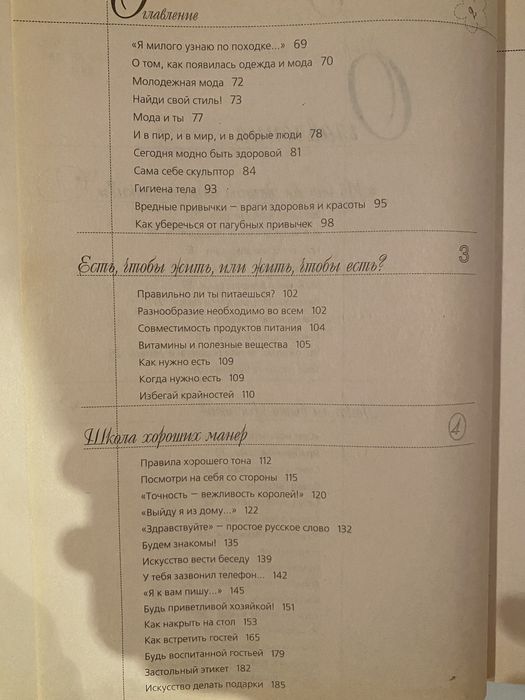 Оглавление
«Я милого узнаю по походке...» 69
О том, как появилась одежда и мода 70
Молодежная мода 72
Найди свой стиль! 73
Мода и ты 77
И в пир, и в мир, и в добрые люди 78
Сегодня модно быть здоровой 81
Сама себе скульптор 84
Гигиена тела 93
Вредные привычки – враги здоровья и красоты 95
Как уберечься от пагубных привычек 98
Есть, чтобы жить, или жить, чтобы есть? 3
Правильно ли ты питаешься? 102
Разнообразие необходимо во всем 102
Совместимость продуктов питания 104
Витамины и полезные вещества 105
Как нужно есть 109
Когда нужно есть 109
Избегай крайностей 110
Школа хороших манер 4
Правила хорошего тона 112
Посмотри на себя со стороны 115
«Точность – вежливость королей!» 120
«Выйду я из дому...» 122
«Здравствуйте» – простое русское слово 132
Будем знакомы! 135
Искусство вести беседу 139
У тебя зазвонил телефон... 142
«Я к вам пишу...» 145
Будь приветливой хозяйкой! 151
Как накрыть на стол 153
Как встретить гостей 165
Будь воспитанной гостьей 179
Застольный этикет 182
Искусство делать подарки 185